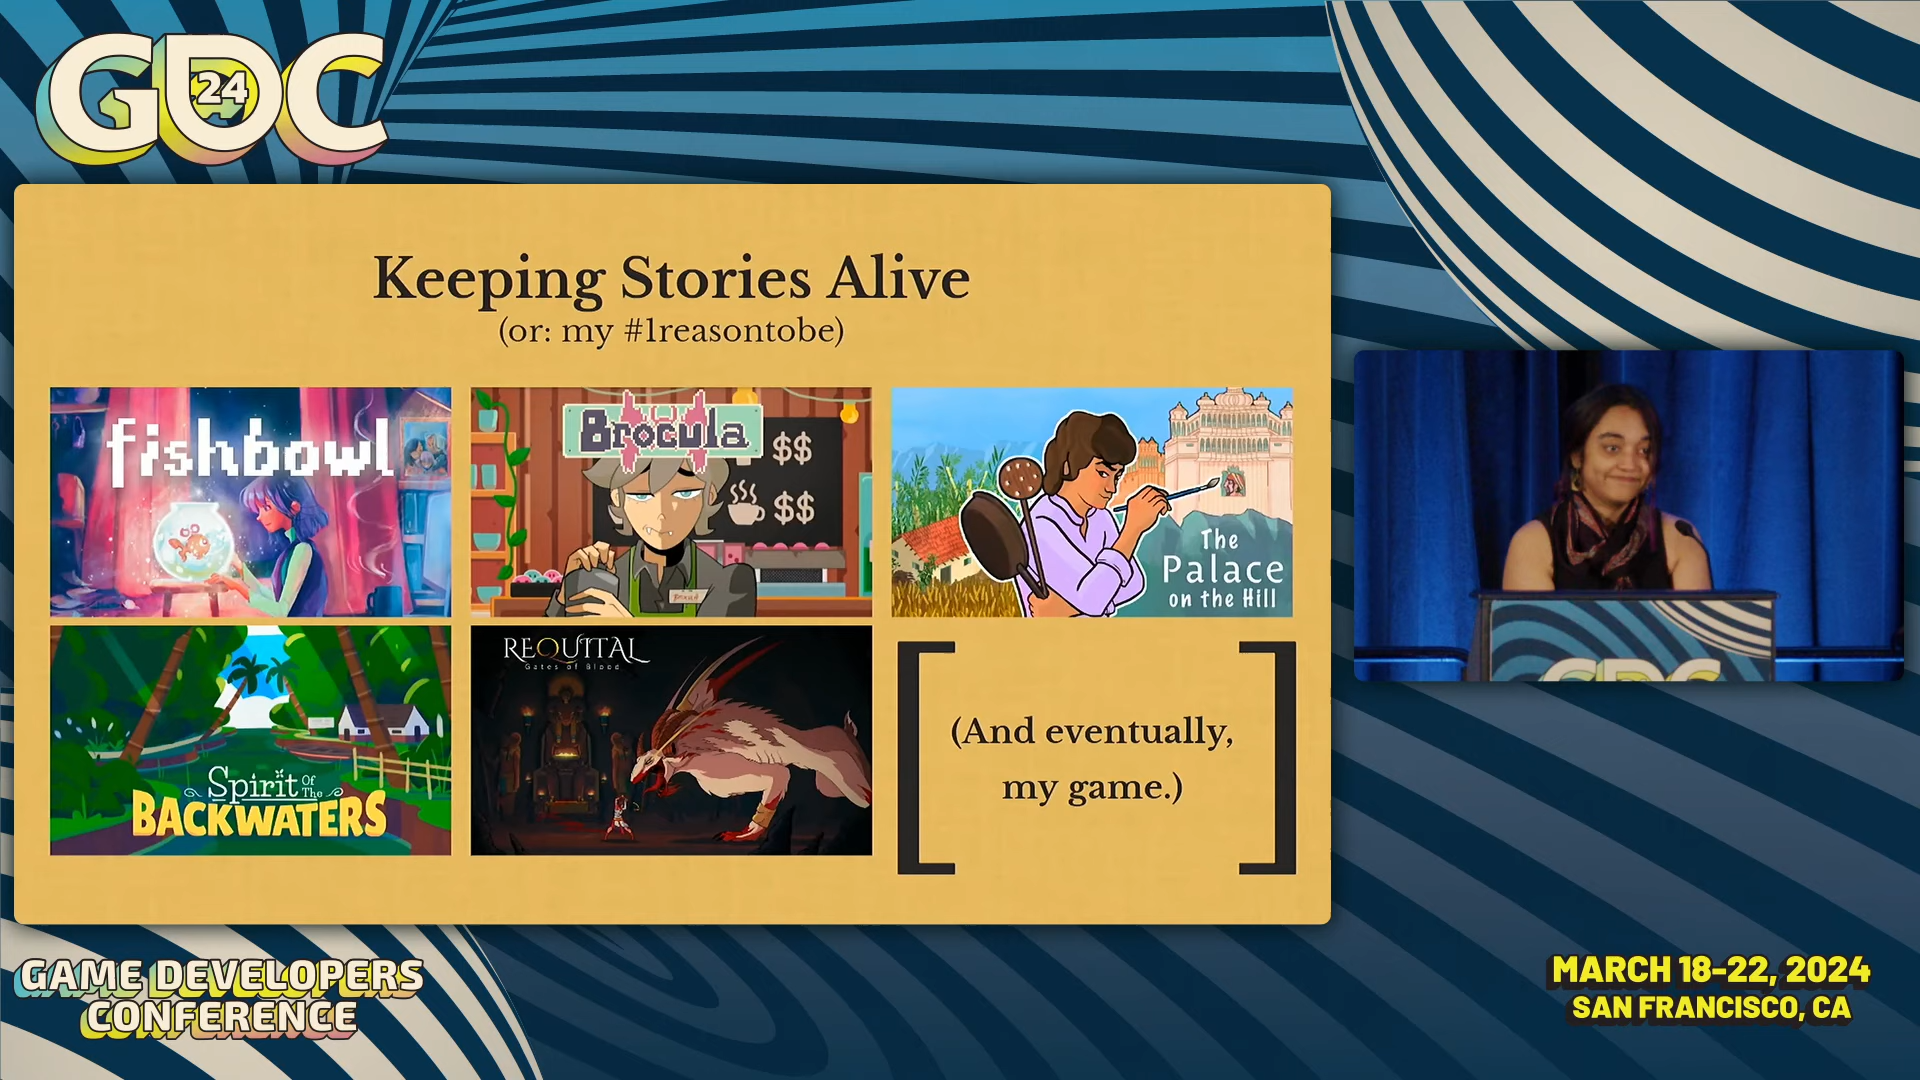 GDC
24
Keeping Stories Alive
(or: my #1reasontobe)
fishbowl
Brocula
$$
$$
The
Palace
on the Hill
Spirit Of The
BACKWATERS
REQUITAL
Gates of Blood
(And eventually,
my game.)
GDC
GAME DEVELOPERS
CONFERENCE
MARCH 18-22, 2024
SAN FRANCISCO, CA